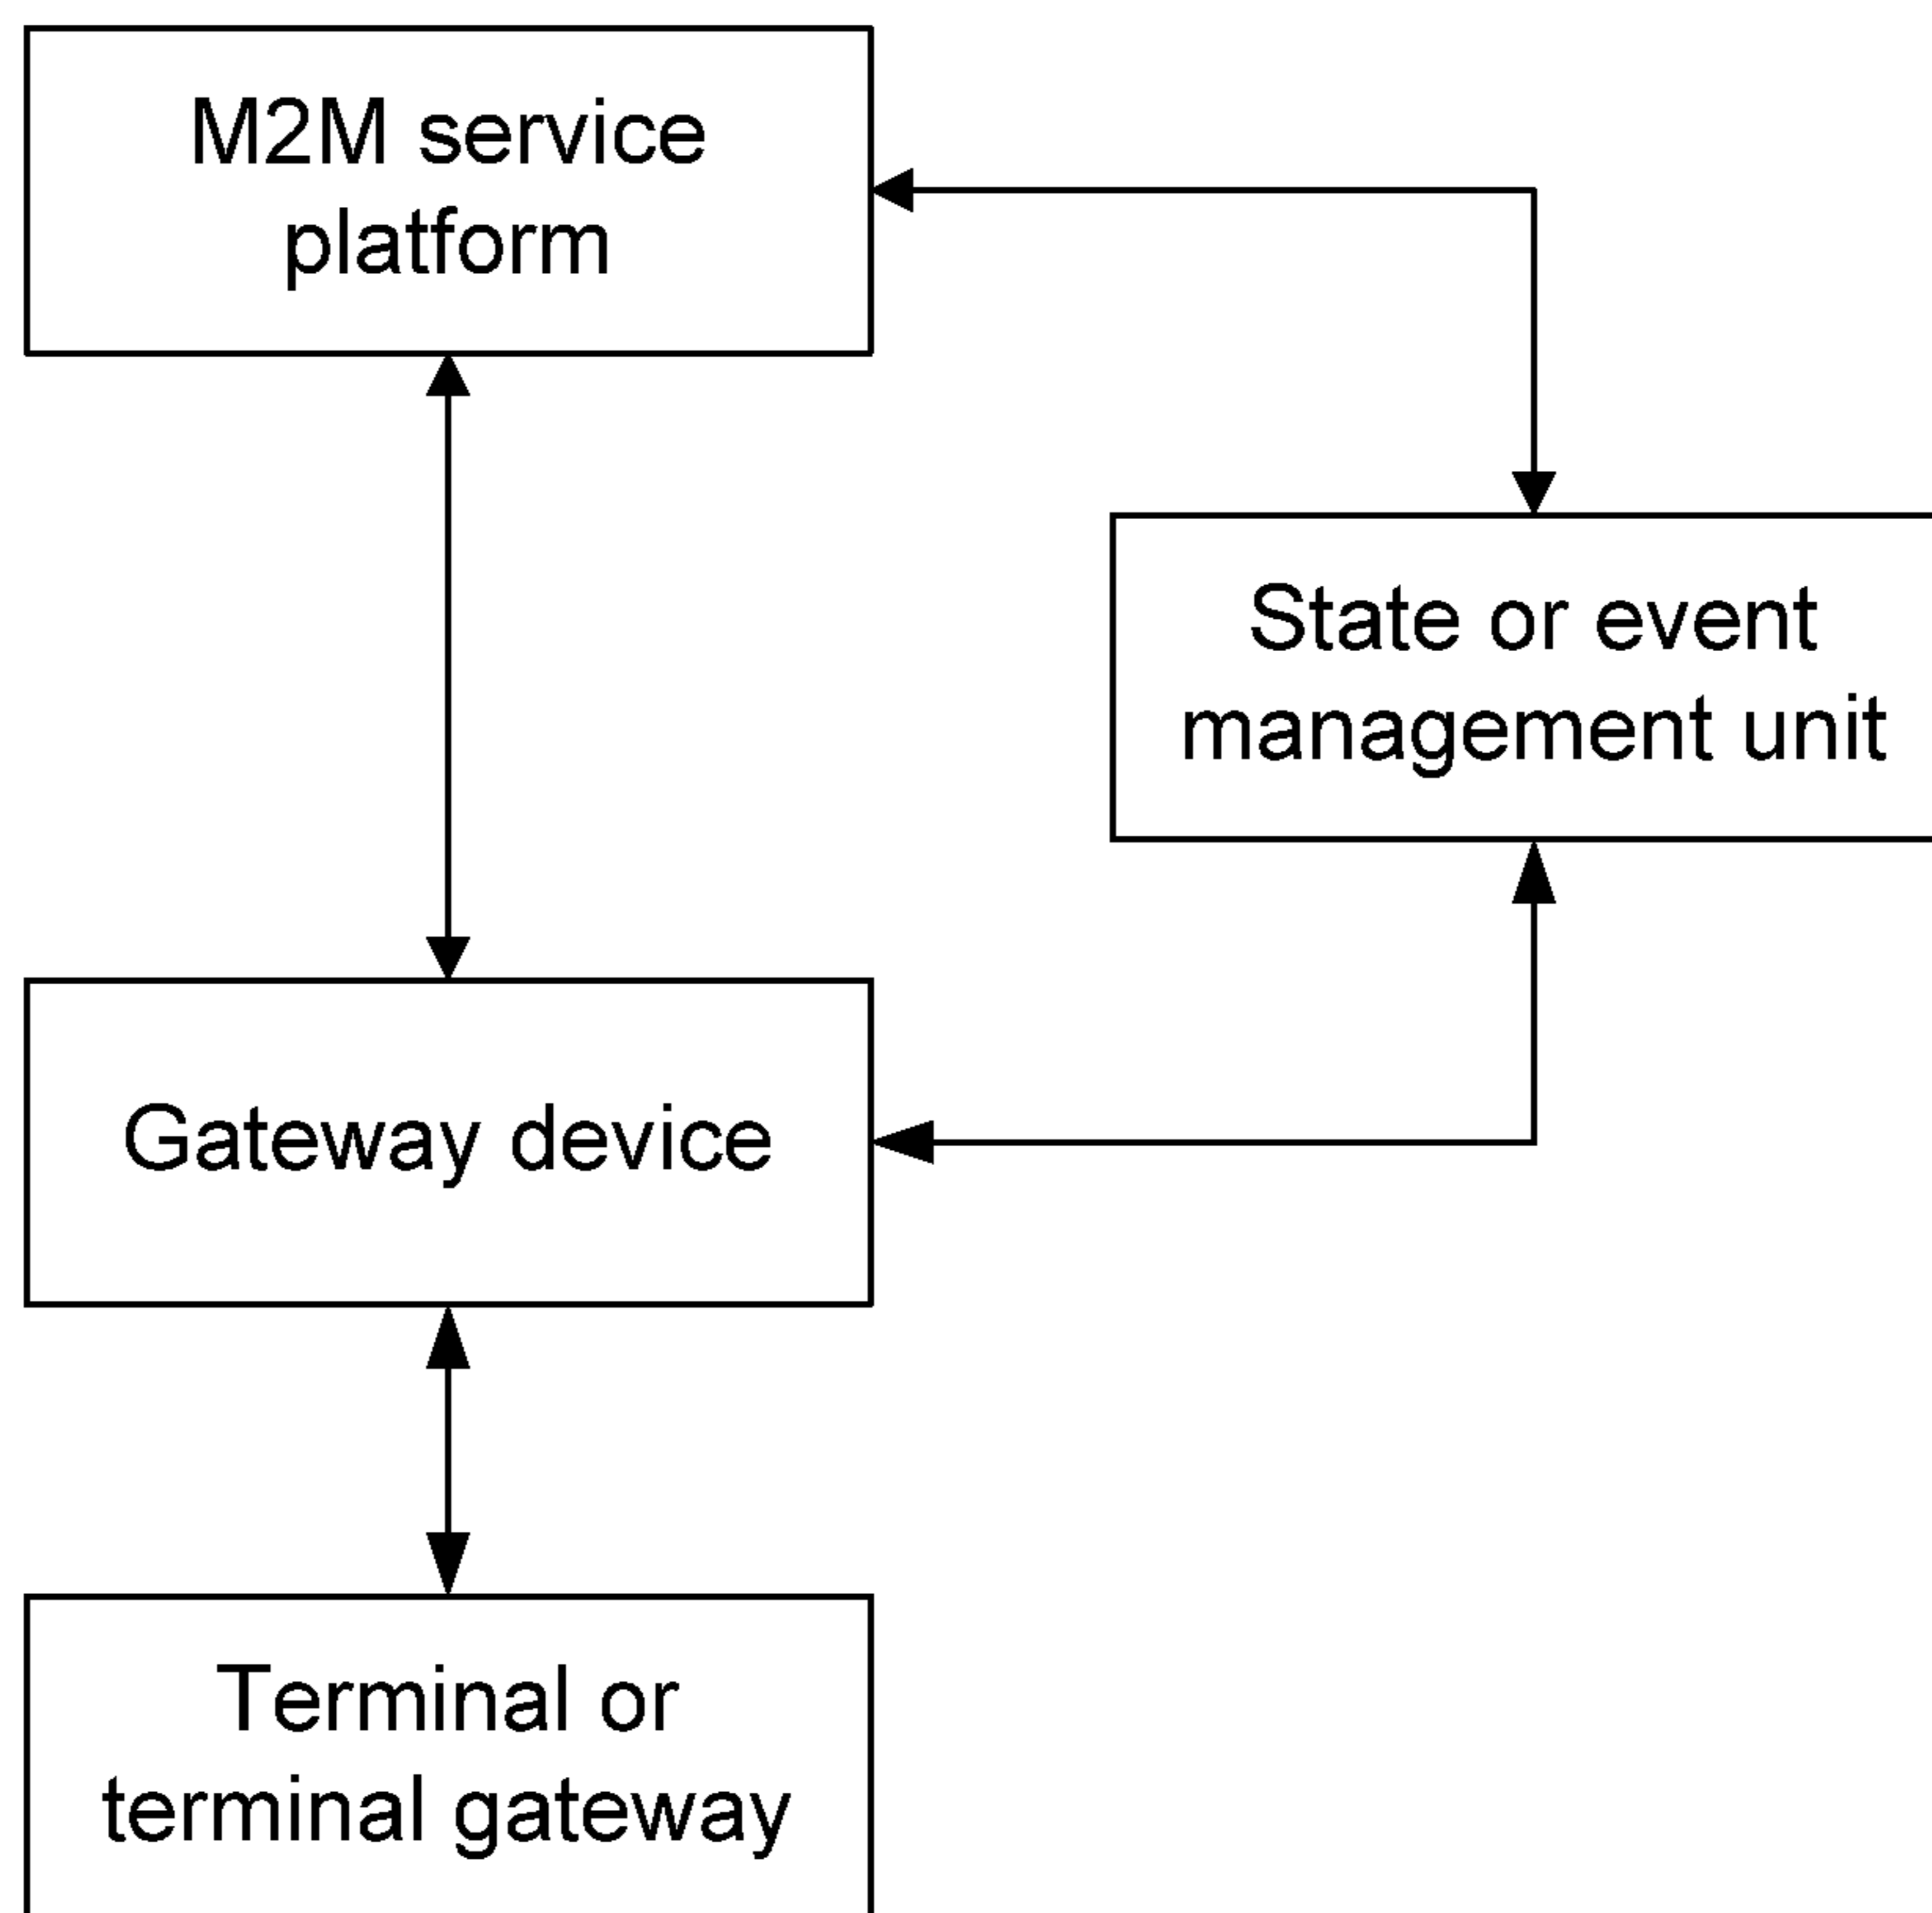 M2M service
platform
State or event
management unit
Gateway device
Terminal or
terminal gateway